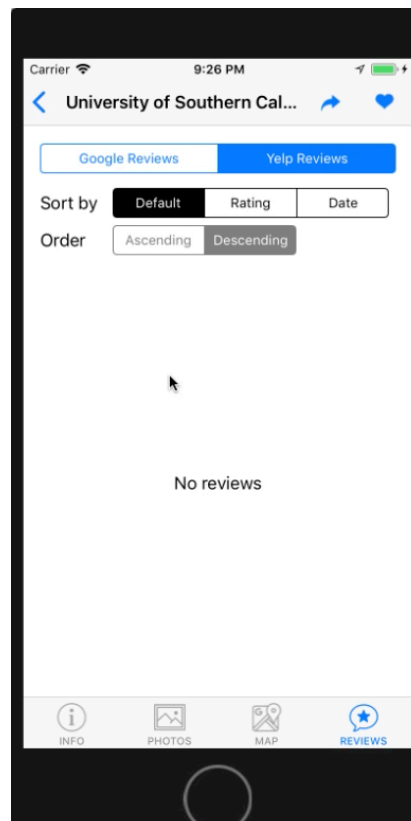 Carrier 9:26 PM
University of Southern Cal...
Google Reviews Yelp Reviews
Sort by Default Rating Date
Order Ascending Descending
No reviews
G
INFO PHOTOS MAP REVIEWS